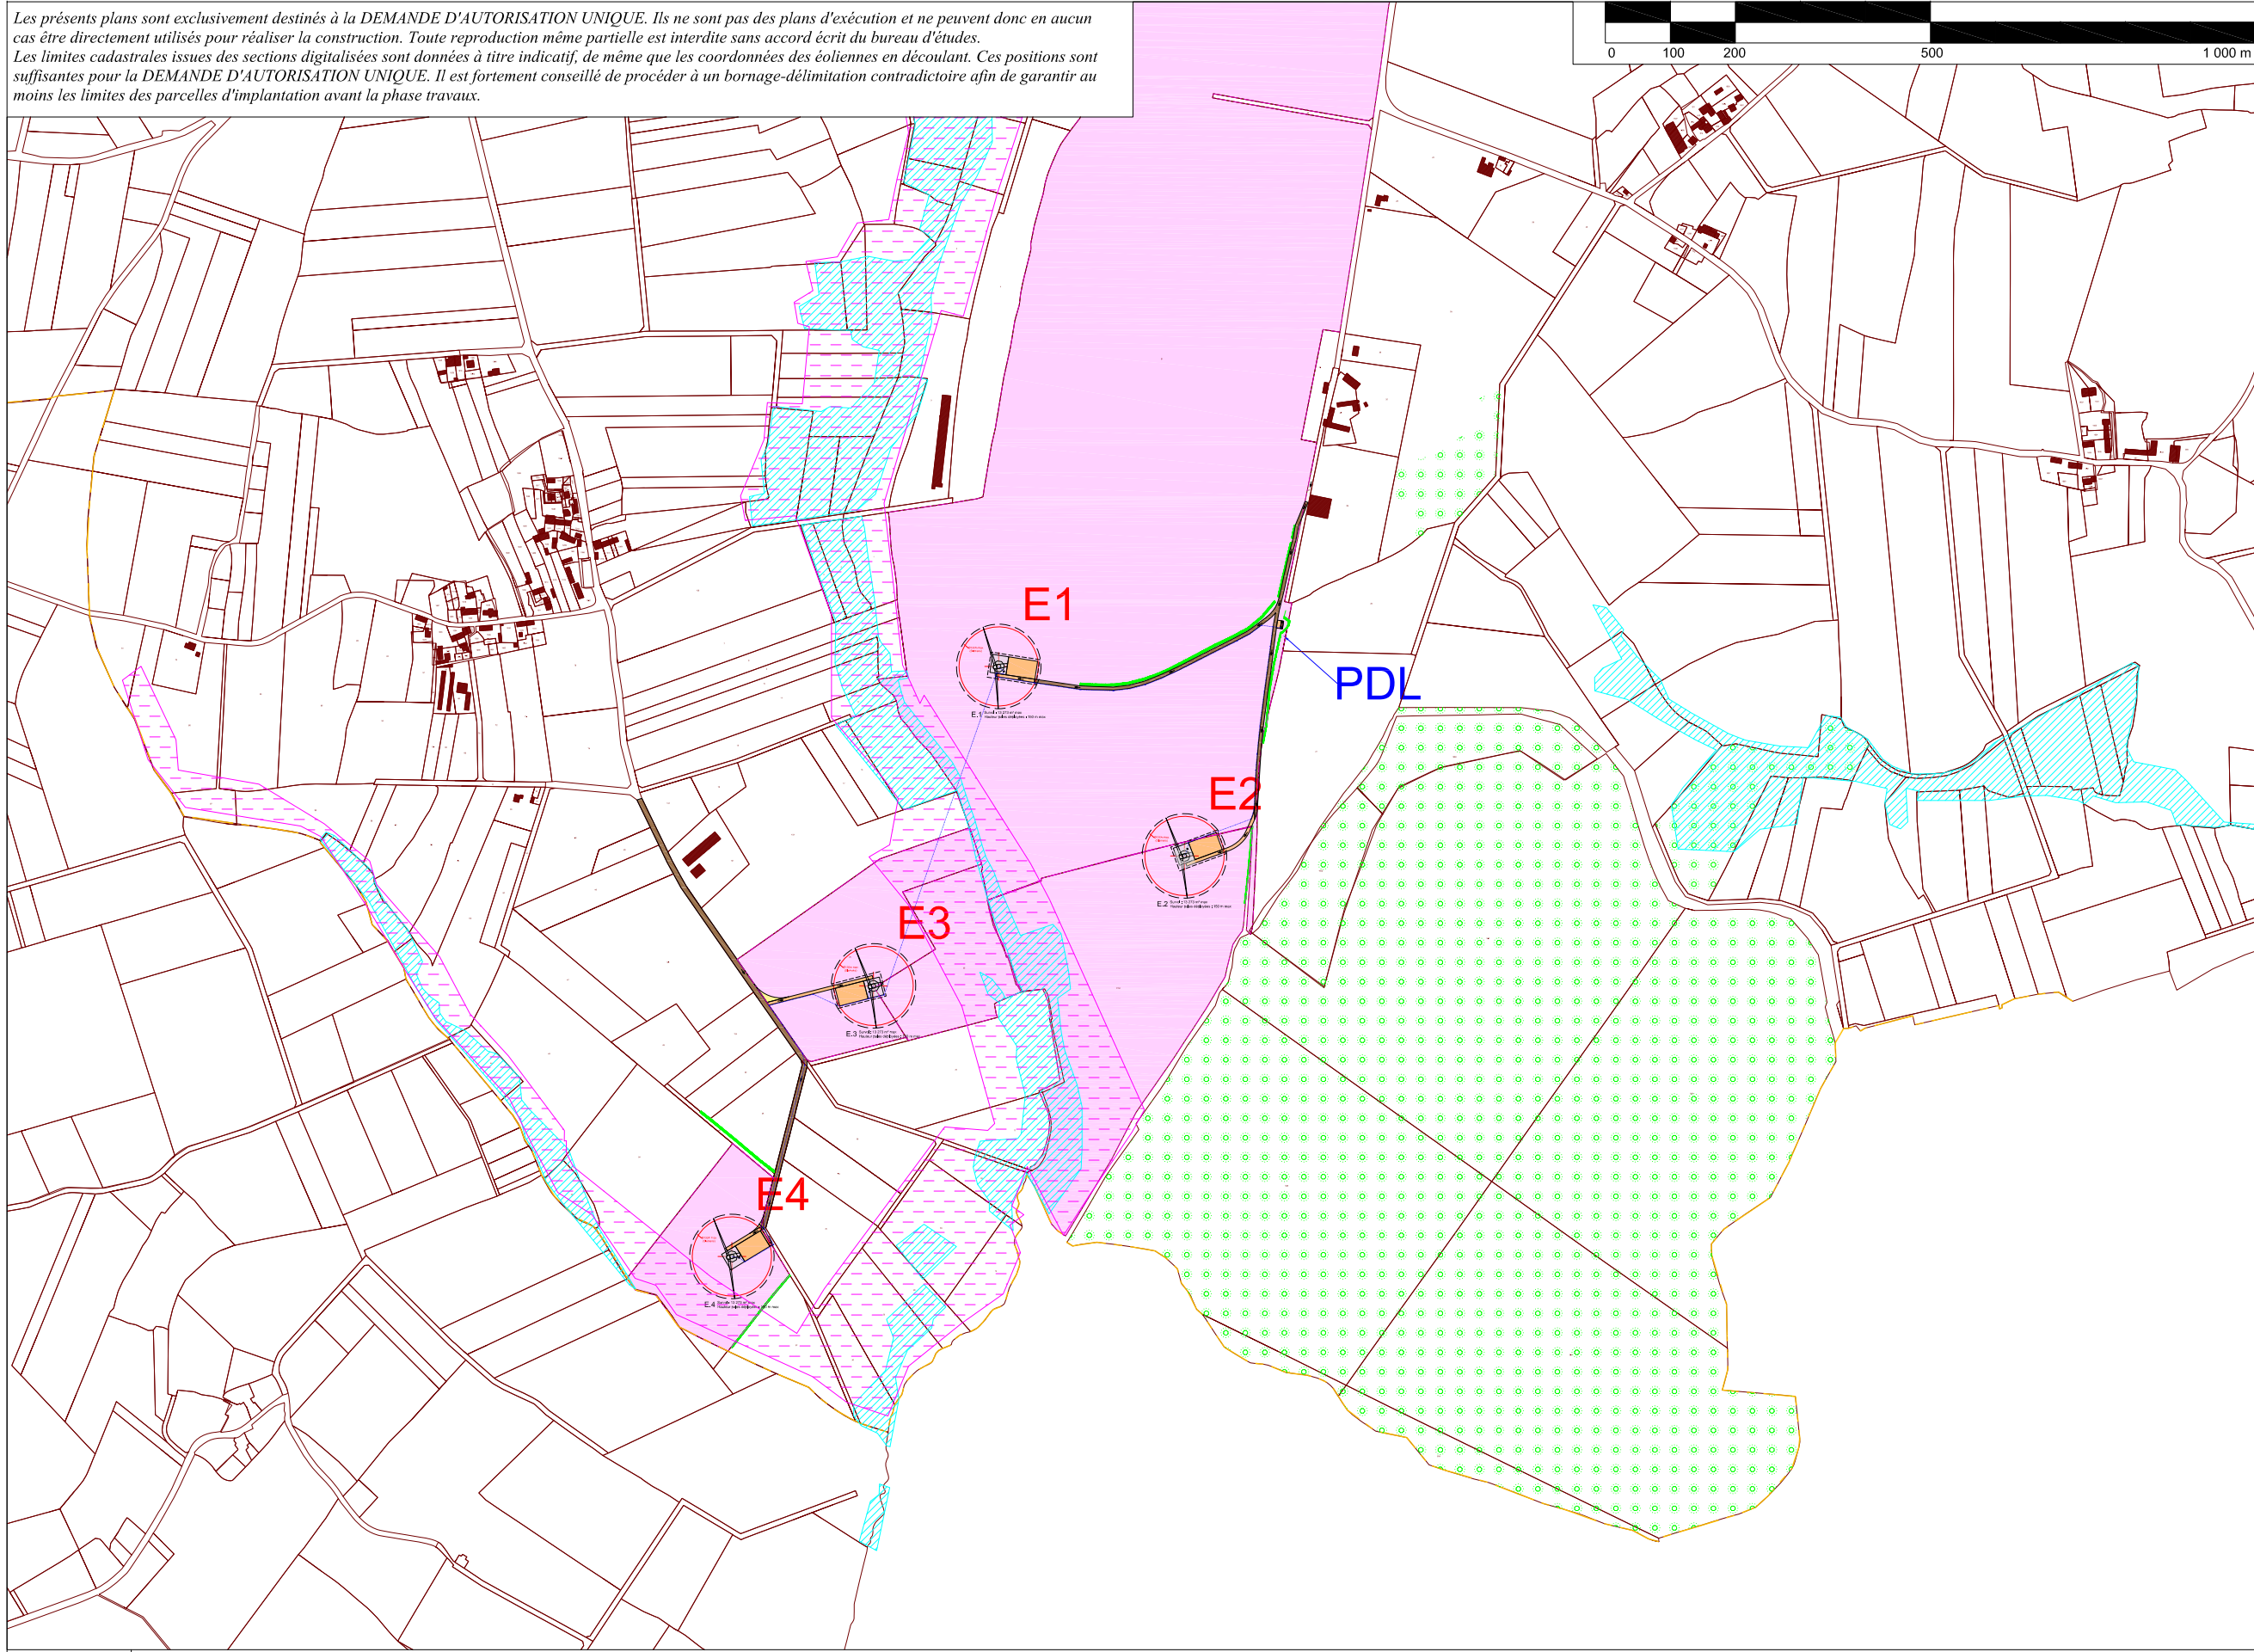 Les présents plans sont exclusivement destinés à la DEMANDE D'AUTORISATION UNIQUE. Ils ne sont pas des plans d'exécution et ne peuvent donc en aucun
cas être directement utilisés pour réaliser la construction. Toute reproduction même partielle est interdite sans accord écrit du bureau d'études.
Les limites cadastrales issues des sections digitalisées sont données à titre indicatif, de même que les coordonnées des éoliennes en découlant. Ces positions sont
suffisantes pour la DEMANDE D'AUTORISATION UNIQUE. Il est fortement conseillé de procéder à un bornage-délimitation contradictoire afin de garantir au
moins les limites des parcelles d'implantation avant la phase travaux.
0 100 200 500 1 000 m
E1
PDL
E.1
E2
E.2
E3
E.3
E4
E.4